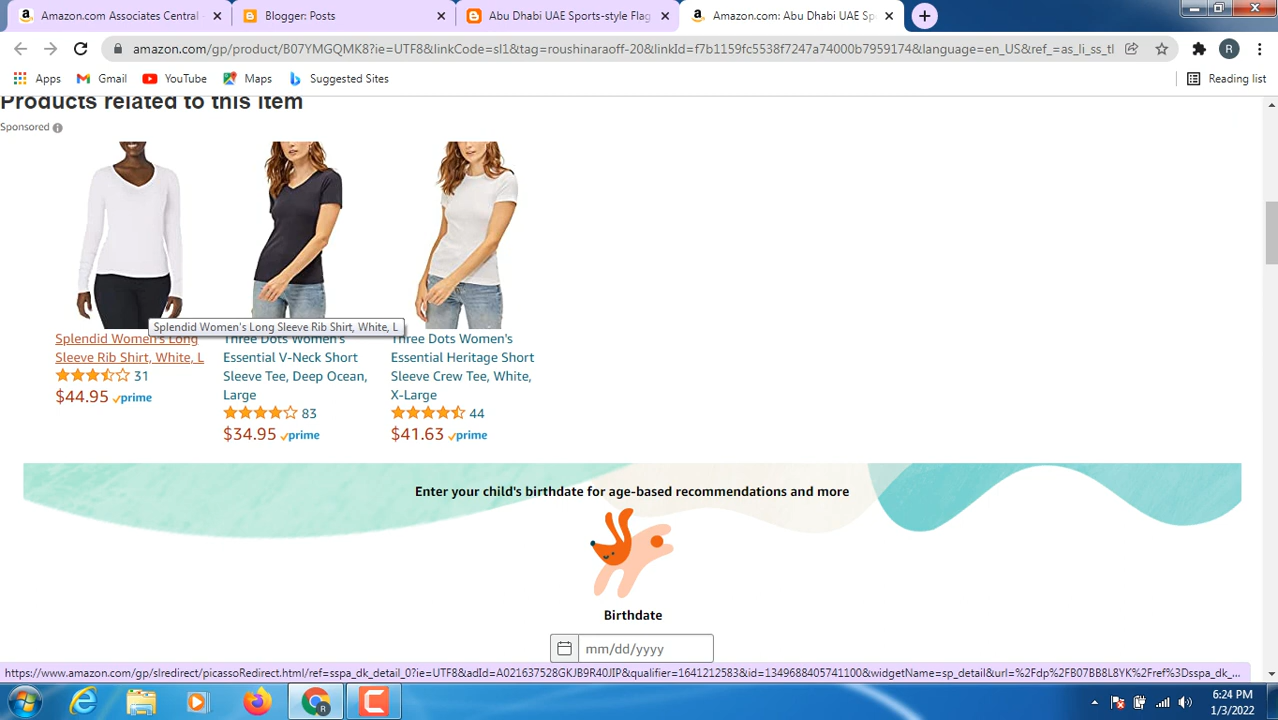 Amazon.com Associates Central -
Blogger: Posts
Abu Dhabi UAE Sports-style Flag
Amazon.com: Abu Dhabi UAE Sp
amazon.com/gp/product/B07YMGQMK8?ie=UTF8&linkCode=sl1&tag=roushinaraoff-20&linkId=f7b1159fc5538f7247a74000b7959174&language=en_US&ref_=as_li_ss_tl
R
Apps
Gmail
YouTube
Maps
Suggested Sites
Reading list
Products related to this item
Sponsored
Splendid Women's Long Sleeve Rib Shirt, White, L
Splendid Women's Long
Sleeve Rib Shirt, White, L
31
$44.95 prime
Three Dots Women's
Essential V-Neck Short
Sleeve Tee, Deep Ocean,
Large
83
$34.95 prime
Three Dots Women's
Essential Heritage Short
Sleeve Crew Tee, White,
X-Large
44
$41.63 prime
Enter your child's birthdate for age-based recommendations and more
Birthdate
mm/dd/yyyy
https://www.amazon.com/gp/slredirect/picassoRedirect.html/ref=sspa_dk_detail_0?ie=UTF8&adId=A021637528GKJB9R40JIP&qualifier=1641212583&id=1349688405741100&widgetName=sp_detail&url=%2Fdp%2FB07BB8L8YK%2Fref%3Dsspa_dk_...
R
6:24 PM
1/3/2022